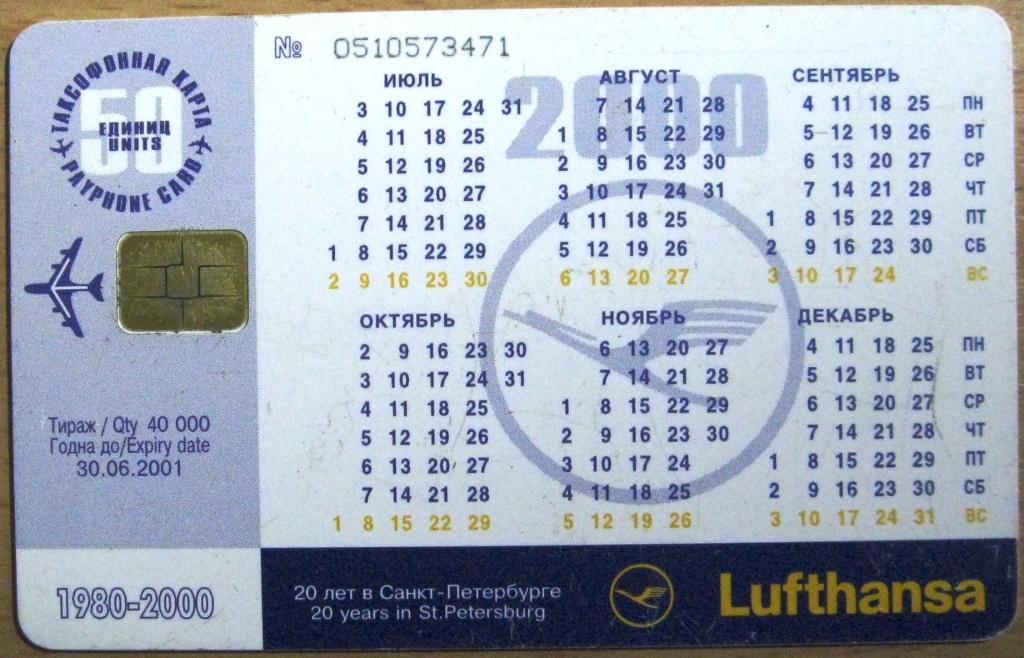 № 0510573471
ТАКСОФОННАЯ КАРТА
50
ЕДИНИЦ
UNITS
PAYPHONE CARD
2000
ИЮЛЬ АВГУСТ СЕНТЯБРЬ
3 10 17 24 31 7 14 21 28 4 11 18 25 ПН
4 11 18 25 1 8 15 22 29 5 12 19 26 ВТ
5 12 19 26 2 9 16 23 30 6 13 20 27 СР
6 13 20 27 3 10 17 24 31 7 14 21 28 ЧТ
7 14 21 28 4 11 18 25 1 8 15 22 29 ПТ
1 8 15 22 29 5 12 19 26 2 9 16 23 30 СБ
2 9 16 23 30 6 13 20 27 3 10 17 24 ВС
ОКТЯБРЬ НОЯБРЬ ДЕКАБРЬ
2 9 16 23 30 6 13 20 27 4 11 18 25 ПН
3 10 17 24 31 7 14 21 28 5 12 19 26 ВТ
4 11 18 25 1 8 15 22 29 6 13 20 27 СР
5 12 19 26 2 9 16 23 30 7 14 21 28 ЧТ
6 13 20 27 3 10 17 24 1 8 15 22 29 ПТ
7 14 21 28 4 11 18 25 2 9 16 23 30 СБ
1 8 15 22 29 5 12 19 26 3 10 17 24 31 ВС
Тираж / Qty 40 000
Годна до/Expiry date
30.06.2001
1980-2000
20 лет в Санкт-Петербурге
20 years in St.Petersburg
Lufthansa